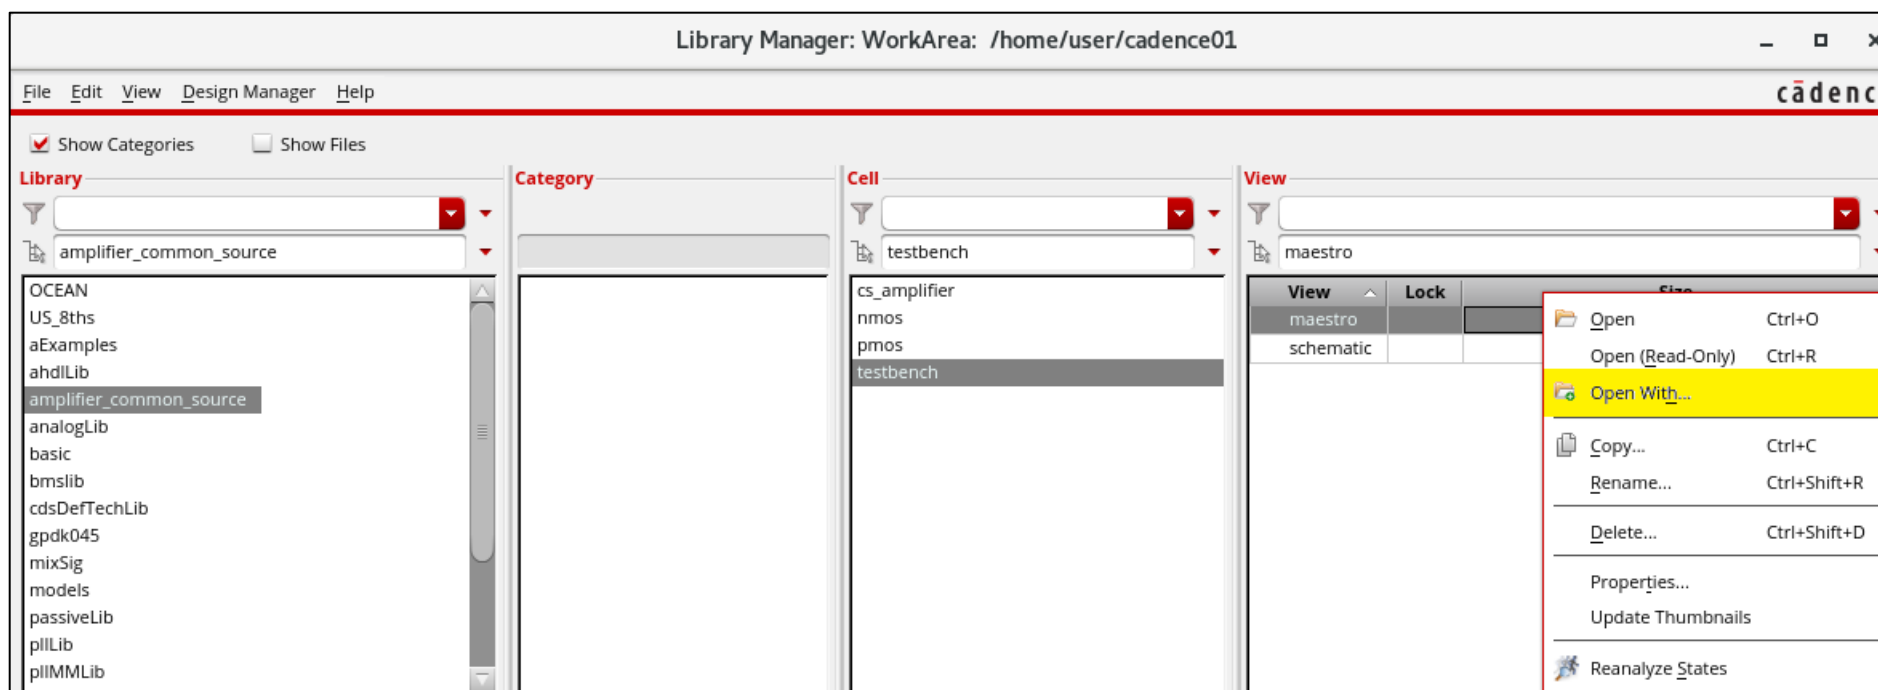 Library Manager: WorkArea: /home/user/cadence01
File Edit View Design Manager Help
cādenc
Show Categories Show Files
Library
amplifier_common_source
OCEAN
US_8ths
aExamples
ahdlLib
amplifier_common_source
analogLib
basic
bmslib
cdsDefTechLib
gpdk045
mixSig
models
passiveLib
pllLib
pllMMLib
Category
Cell
testbench
cs_amplifier
nmos
pmos
testbench
View
maestro
View Lock Size
maestro
schematic
Open Ctrl+O
Open (Read-Only) Ctrl+R
Open With...
Copy... Ctrl+C
Rename... Ctrl+Shift+R
Delete... Ctrl+Shift+D
Properties...
Update Thumbnails
Reanalyze States